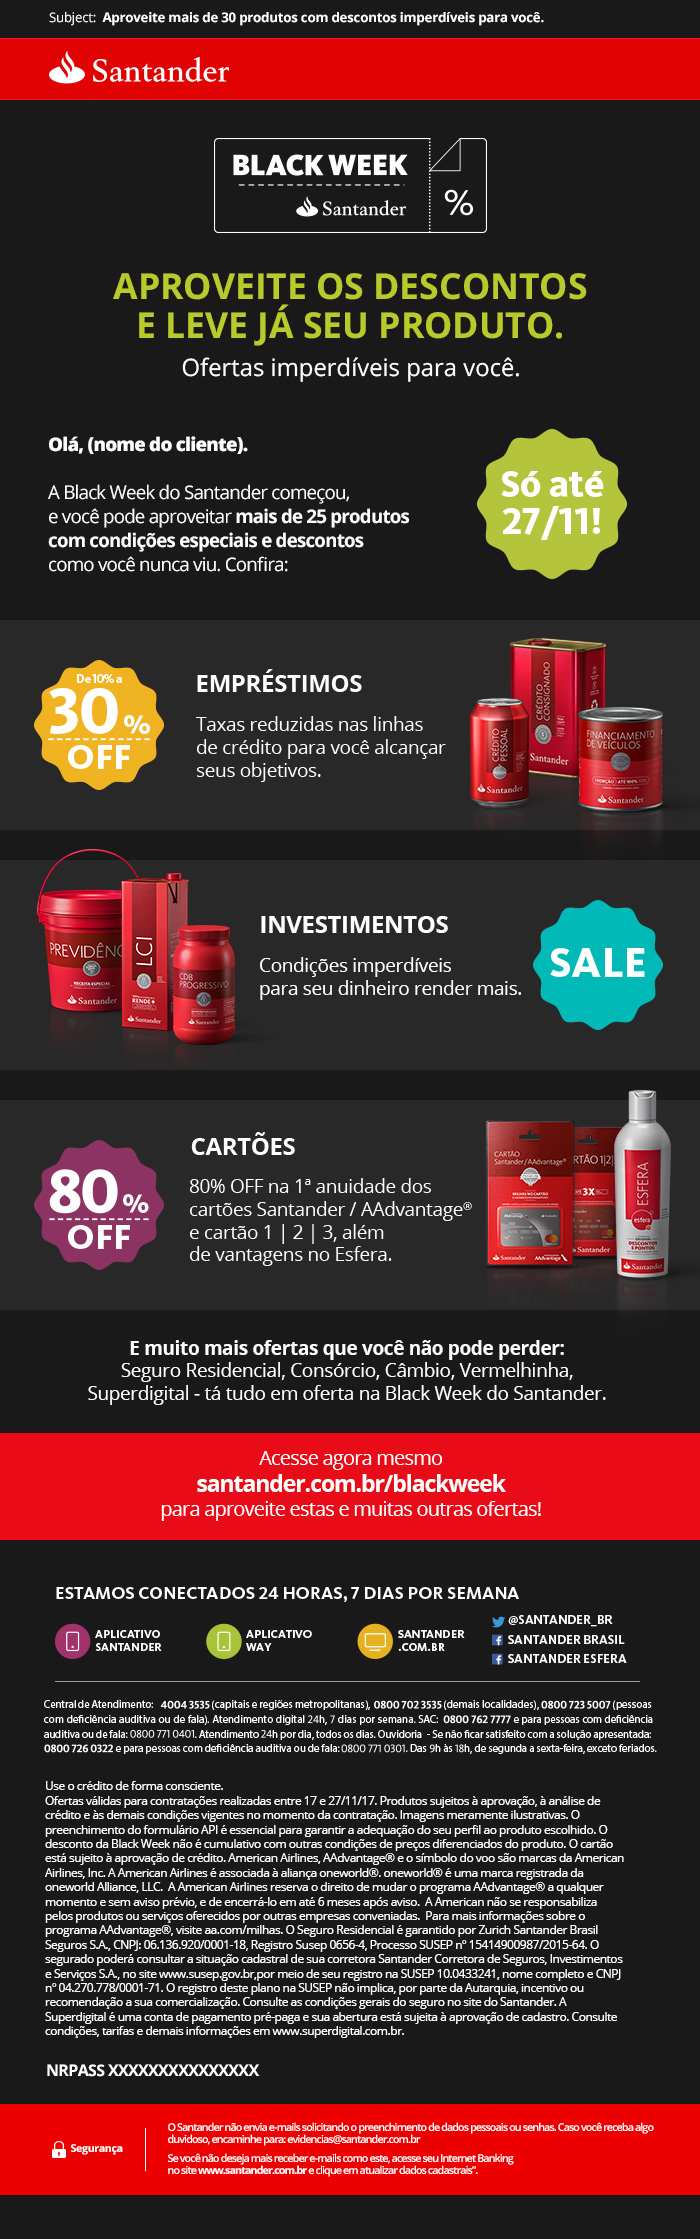 Subject: Aproveite mais de 30 produtos com descontos imperdíveis para você.
Santander
BLACK WEEK
Santander
%
APROVEITE OS DESCONTOS
E LEVE JÁ SEU PRODUTO.
Ofertas imperdíveis para você.
Olá, (nome do cliente).
A Black Week do Santander começou,
e você pode aproveitar mais de 25 produtos
com condições especiais e descontos
como você nunca viu. Confira:
Só até
27/11!
De 10% a
30%
OFF
EMPRÉSTIMOS
Taxas reduzidas nas linhas
de crédito para você alcançar
seus objetivos.
CRÉDITO
PESSOAL
Santander
CRÉDITO
CONSIGNADO
Santander
FINANCIAMENTO
DE VEÍCULOS
Santander
PREVIDÊNC
RECEITA ESPECIAL
Santander
LCI
RENDE+
Santander
CDB
PROGRESSIVO
Santander
INVESTIMENTOS
Condições imperdíveis
para seu dinheiro render mais.
SALE
80%
OFF
CARTÕES
80% OFF na 1ª anuidade dos
cartões Santander / AAdvantage®
e cartão 1 | 2 | 3, além
de vantagens no Esfera.
CARTÃO
Santander/AAdvantage®
Santander
AAdvantage
RTÃO 1|2|
3X
Santander
ESFERA
esfera
DESCONTOS
E PONTOS
Santander
E muito mais ofertas que você não pode perder:
Seguro Residencial, Consórcio, Câmbio, Vermelhinha,
Superdigital - tá tudo em oferta na Black Week do Santander.
Acesse agora mesmo
santander.com.br/blackweek
para aproveite estas e muitas outras ofertas!
ESTAMOS CONECTADOS 24 HORAS, 7 DIAS POR SEMANA
APLICATIVO
SANTANDER
APLICATIVO
WAY
SANTANDER
.COM.BR
@SANTANDER_BR
SANTANDER BRASIL
SANTANDER ESFERA
Central de Atendimento: 4004 3535 (capitais e regiões metropolitanas), 0800 702 3535 (demais localidades), 0800 723 5007 (pessoas
com deficiência auditiva ou de fala). Atendimento digital 24h, 7 dias por semana. SAC: 0800 762 7777 e para pessoas com deficiência
auditiva ou de fala: 0800 771 0401. Atendimento 24h por dia, todos os dias. Ouvidoria - Se não ficar satisfeito com a solução apresentada:
0800 726 0322 e para pessoas com deficiência auditiva ou de fala: 0800 771 0301. Das 9h às 18h, de segunda a sexta-feira, exceto feriados.
Use o crédito de forma consciente.
Ofertas válidas para contratações realizadas entre 17 e 27/11/17. Produtos sujeitos à aprovação, à análise de
crédito e às demais condições vigentes no momento da contratação. Imagens meramente ilustrativas. O
preenchimento do formulário API é essencial para garantir a adequação do seu perfil ao produto escolhido. O
desconto da Black Week não é cumulativo com outras condições de preços diferenciados do produto. O cartão
está sujeito à aprovação de crédito. American Airlines, AAdvantage® e o símbolo do voo são marcas da American
Airlines, Inc. A American Airlines é associada à aliança oneworld®. oneworld® é uma marca registrada da
oneworld Alliance, LLC. A American Airlines reserva o direito de mudar o programa AAdvantage® a qualquer
momento e sem aviso prévio, e de encerrá-lo em até 6 meses após aviso. A American não se responsabiliza
pelos produtos ou serviços oferecidos por outras empresas conveniadas. Para mais informações sobre o
programa AAdvantage®, visite aa.com/milhas. O Seguro Residencial é garantido por Zurich Santander Brasil
Seguros S.A., CNPJ: 06.136.920/0001-18, Registro Susep 0656-4, Processo SUSEP nº 15414900987/2015-64. O
segurado poderá consultar a situação cadastral de sua corretora Santander Corretora de Seguros, Investimentos
e Serviços S.A., no site www.susep.gov.br,por meio de seu registro na SUSEP 10.0433241, nome completo e CNPJ
nº 04.270.778/0001-71. O registro deste plano na SUSEP não implica, por parte da Autarquia, incentivo ou
recomendação a sua comercialização. Consulte as condições gerais do seguro no site do Santander. A
Superdigital é uma conta de pagamento pré-paga e sua abertura está sujeita à aprovação de cadastro. Consulte
condições, tarifas e demais informações em www.superdigital.com.br.
NRPASS XXXXXXXXXXXXXXX
Segurança
O Santander não envia e-mails solicitando o preenchimento de dados pessoais ou senhas. Caso você receba algo
duvidoso, encaminhe para: evidencias@santander.com.br
Se você não deseja mais receber e-mails como este, acesse seu Internet Banking
no site www.santander.com.br e clique em atualizar dados cadastrais".